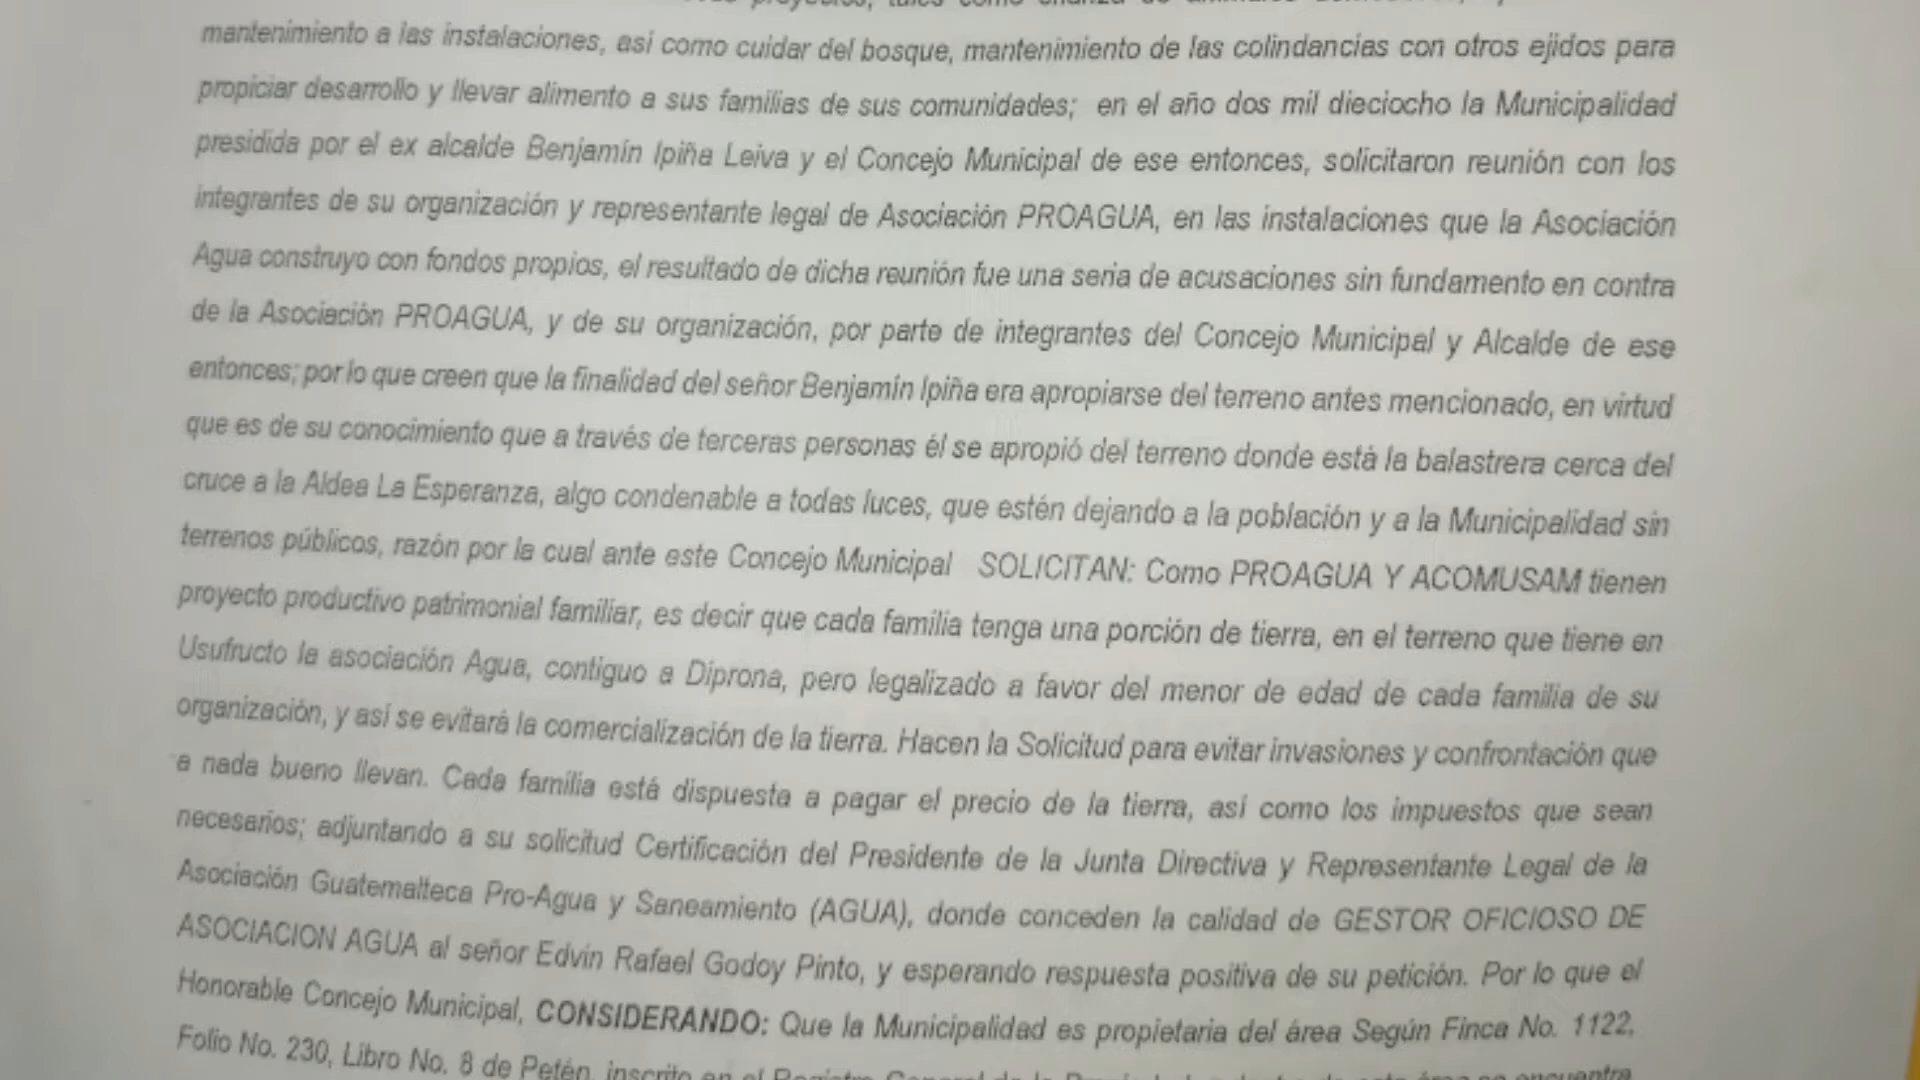 proyectos, tales como crianza de
mantenimiento a las instalaciones, así como cuidar del bosque, mantenimiento de las colindancias con otros ejidos para
propiciar desarrollo y llevar alimento a sus familias de sus comunidades; en el año dos mil dieciocho la Municipalidad
presidida por el ex alcalde Benjamín Ipiña Leiva y el Concejo Municipal de ese entonces, solicitaron reunión con los
integrantes de su organización y representante legal de Asociación PROAGUA, en las instalaciones que la Asociación
Agua construyo con fondos propios, el resultado de dicha reunión fue una seria de acusaciones sin fundamento en contra
de la Asociación PROAGUA, y de su organización, por parte de integrantes del Concejo Municipal y Alcalde de ese
entonces; por lo que creen que la finalidad del señor Benjamín Ipiña era apropiarse del terreno antes mencionado, en virtud
que es de su conocimiento que a través de terceras personas él se apropió del terreno donde está la balastrera cerca del
cruce a la Aldea La Esperanza, algo condenable a todas luces, que estén dejando a la población y a la Municipalidad sin
terrenos públicos, razón por la cual ante este Concejo Municipal SOLICITAN: Como PROAGUA Y ACOMUSAM tienen
proyecto productivo patrimonial familiar, es decir que cada familia tenga una porción de tierra, en el terreno que tiene en
Usufructo la asociación Agua, contiguo a Diprona, pero legalizado a favor del menor de edad de cada familia de su
organización, y así se evitará la comercialización de la tierra. Hacen la Solicitud para evitar invasiones y confrontación que
a nada bueno llevan. Cada familia está dispuesta a pagar el precio de la tierra, así como los impuestos que sean
necesarios; adjuntando a su solicitud Certificación del Presidente de la Junta Directiva y Representante Legal de la
Asociación Guatemalteca Pro-Agua y Saneamiento (AGUA), donde conceden la calidad de GESTOR OFICIOSO DE
ASOCIACION AGUA al señor Edvin Rafael Godoy Pinto, y esperando respuesta positiva de su petición. Por lo que el
Honorable Concejo Municipal, CONSIDERANDO: Que la Municipalidad es propietaria del área Según Finca No. 1122,
Folio No. 230, Libro No. 8 de Petén, inscrito en el Registro General de la